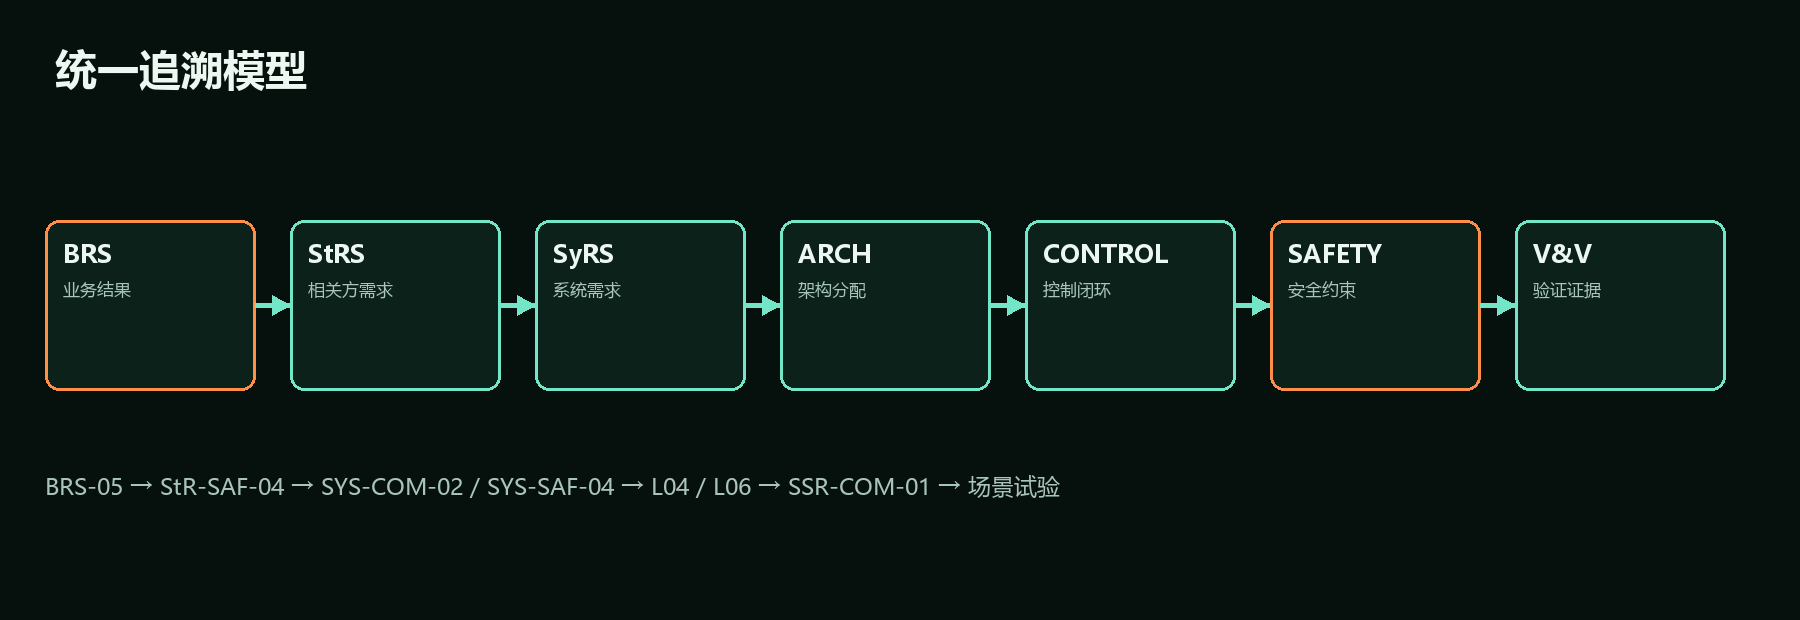 统一追溯模型
BRS
业务结果
StRS
相关方需求
SyRS
系统需求
ARCH
架构分配
CONTROL
控制闭环
SAFETY
安全约束
V&V
验证证据
BRS-05 → StR-SAF-04 → SYS-COM-02 / SYS-SAF-04 → L04 / L06 → SSR-COM-01 → 场景试验